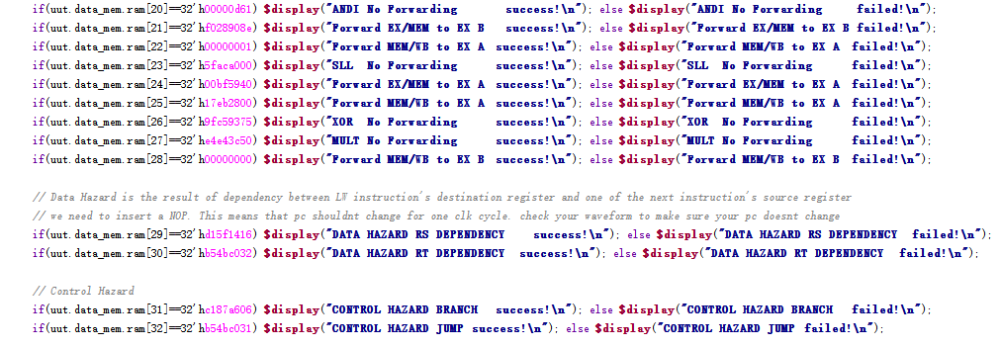 if(uut.data_mem.ram[20]==32'h00000d61) $display("ANDI No Forwarding       success!\n"); else $display("ANDI No Forwarding     failed!\n");
if(uut.data_mem.ram[21]==32'hf028908e) $display("Forward EX/MEM to EX B   success!\n"); else $display("Forward EX/MEM to EX B failed!\n");
if(uut.data_mem.ram[22]==32'h00000001) $display("Forward MEM/WB to EX A  success!\n"); else $display("Forward MEM/WB to EX A  failed!\n");
if(uut.data_mem.ram[23]==32'h5faca000) $display("SLL  No Forwarding      success!\n"); else $display("SLL  No Forwarding      failed!\n");
if(uut.data_mem.ram[24]==32'h00bf5940) $display("Forward EX/MEM to EX A  success!\n"); else $display("Forward EX/MEM to EX A  failed!\n");
if(uut.data_mem.ram[25]==32'h17eb2800) $display("Forward MEM/WB to EX A  success!\n"); else $display("Forward MEM/WB to EX A  failed!\n");
if(uut.data_mem.ram[26]==32'h9fc59375) $display("XOR  No Forwarding      success!\n"); else $display("XOR  No Forwarding      failed!\n");
if(uut.data_mem.ram[27]==32'he4e43c50) $display("MULT No Forwarding      success!\n"); else $display("MULT No Forwarding      failed!\n");
if(uut.data_mem.ram[28]==32'h00000000) $display("Forward MEM/WB to EX B  success!\n"); else $display("Forward MEM/WB to EX B  failed!\n");
// Data Hazard is the result of dependency between LW instruction's destination register and one of the next instruction's source register
// we need to insert a NOP. This means that pc shouldnt change for one clk cycle. check your waveform to make sure your pc doesnt change
if(uut.data_mem.ram[29]==32'hd15f1416) $display("DATA HAZARD RS DEPENDENCY    success!\n"); else $display("DATA HAZARD RS DEPENDENCY  failed!\n");
if(uut.data_mem.ram[30]==32'hb54bc032) $display("DATA HAZARD RT DEPENDENCY  success!\n"); else $display("DATA HAZARD RT DEPENDENCY  failed!\n");
// Control Hazard
if(uut.data_mem.ram[31]==32'hc187a606) $display("CONTROL HAZARD BRANCH   success!\n"); else $display("CONTROL HAZARD BRANCH   failed!\n");
if(uut.data_mem.ram[32]==32'hb54bc031) $display("CONTROL HAZARD JUMP success!\n"); else $display("CONTROL HAZARD JUMP failed!\n");